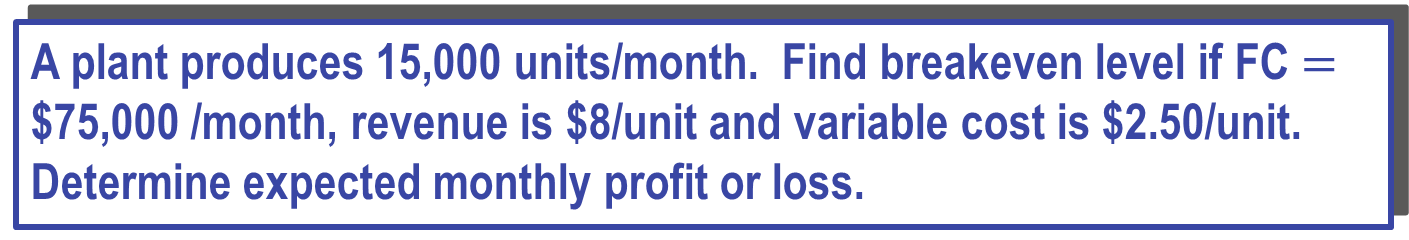 A plant produces 15,000 units/month.  Find breakeven level if FC =
$75,000 /month, revenue is $8/unit and variable cost is $2.50/unit.
Determine expected monthly profit or loss.